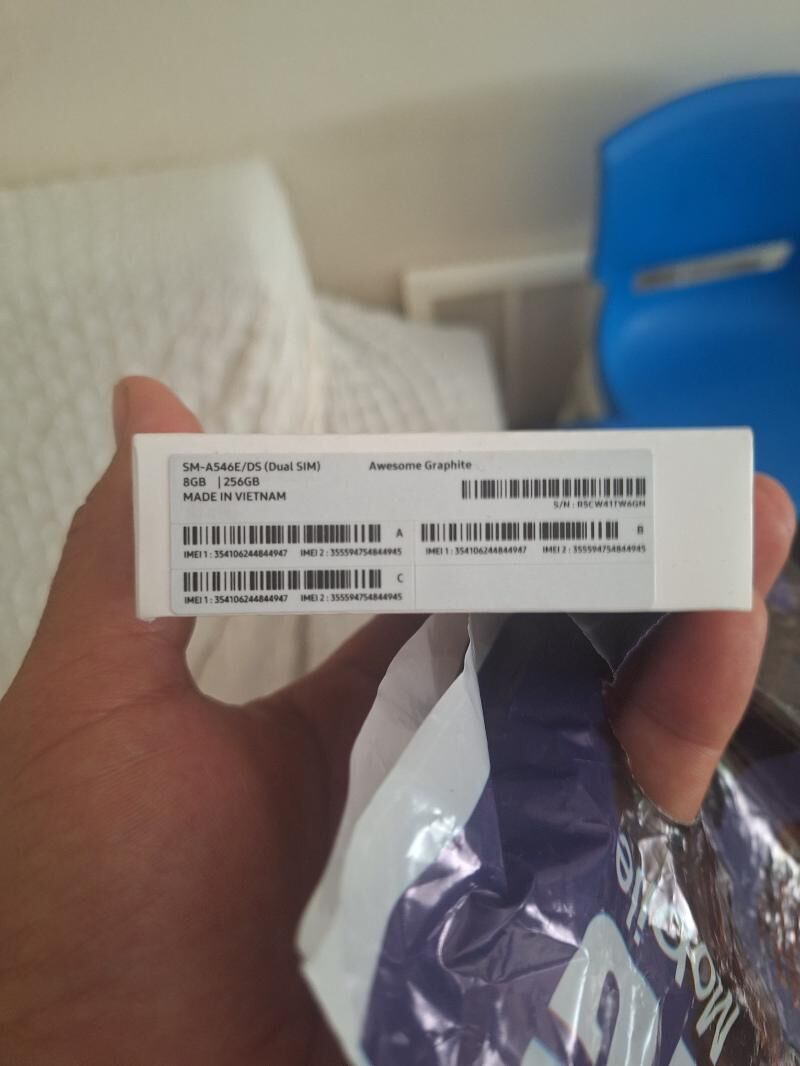 SM-A546E/DS (Dual SIM) Awesome Graphite
8GB | 256GB
MADE IN VIETNAM
S/N : R5CW41TW6GN
A
IMEI 1 : 354106244844947 IMEI 2 : 355594754844945
B
IMEI 1 : 354106244844947 IMEI 2 : 355594754844945
C
IMEI 1 : 354106244844947 IMEI 2 : 355594754844945
Mobile